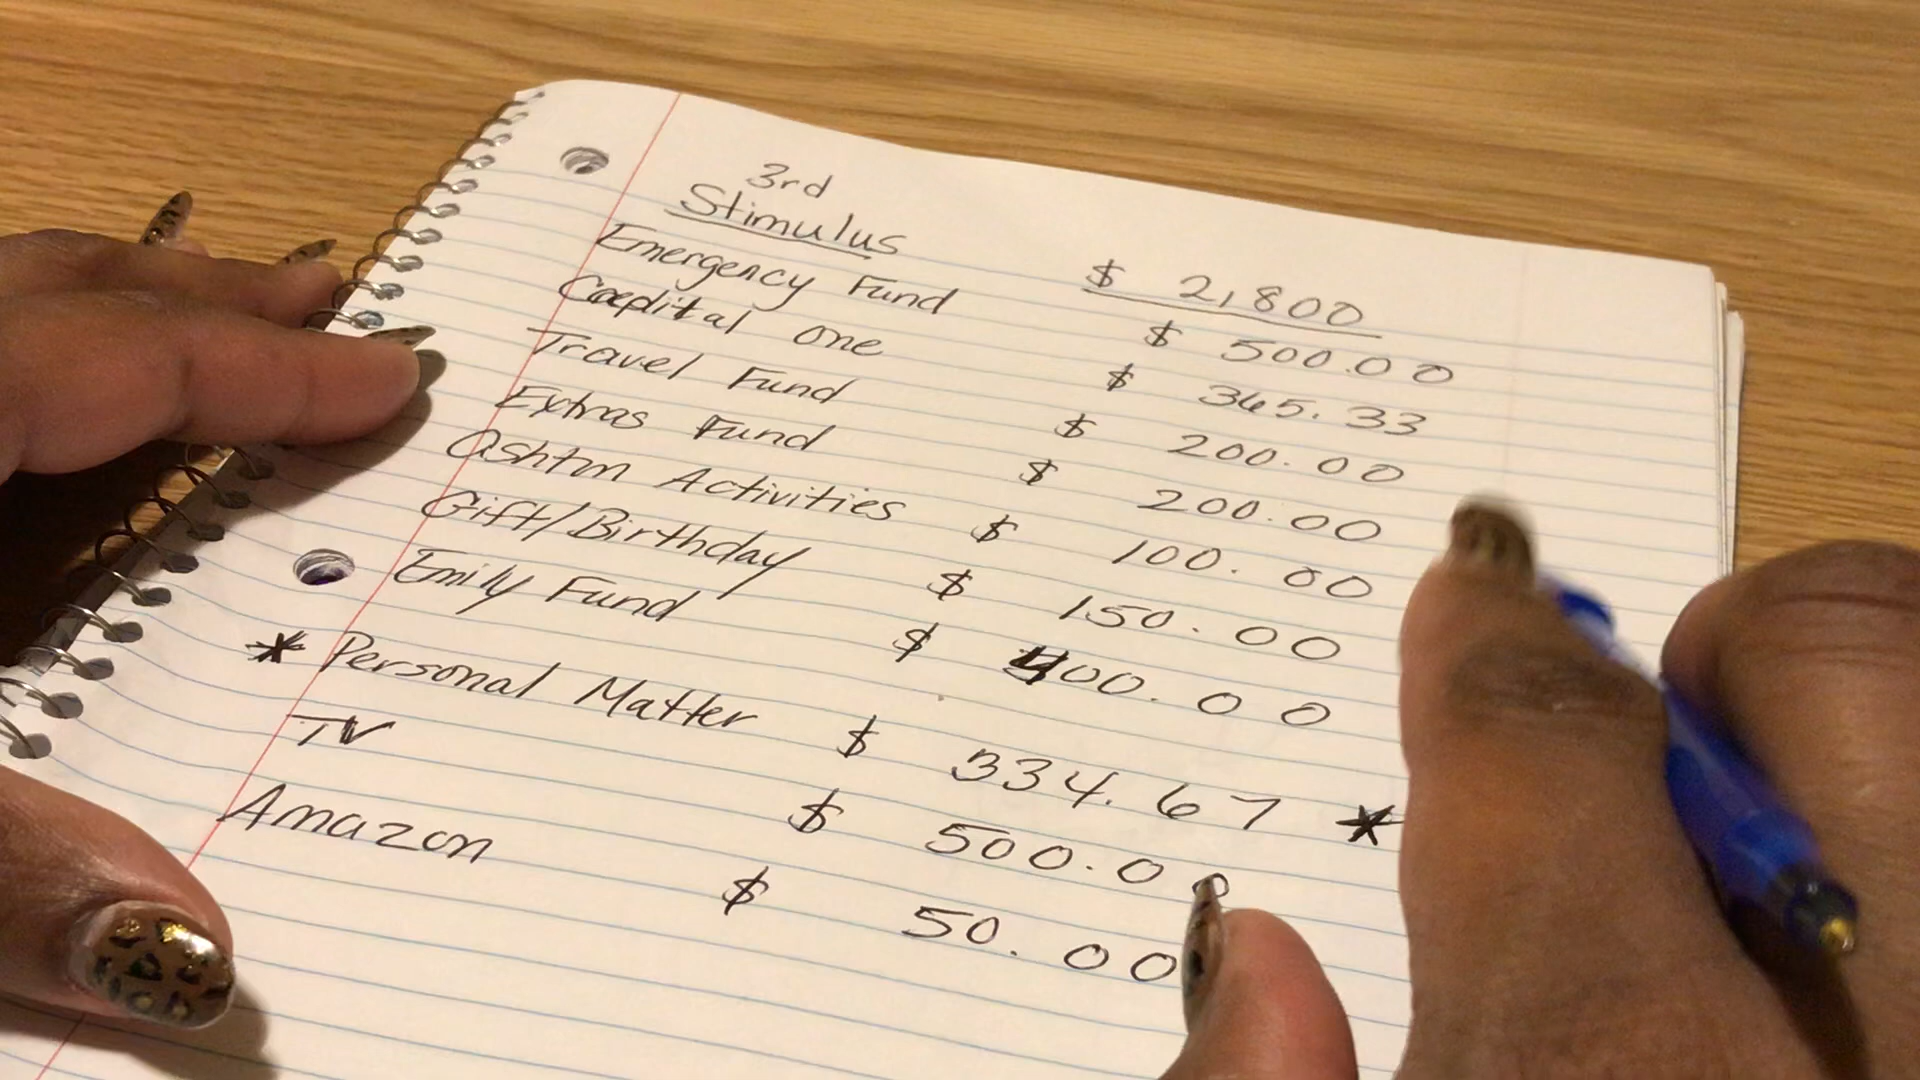 3rd
Stimulus $ 2,800
Emergency Fund $ 500.00
Capital One $ 365.33
Travel Fund $ 200.00
Extras Fund $ 200.00
Ashtm Activities $ 100.00
Gift/Birthday $ 150.00
Emily Fund $ 400.00
* Personal Matter $ 334.67 *
TV $ 500.00
Amazon $ 50.00